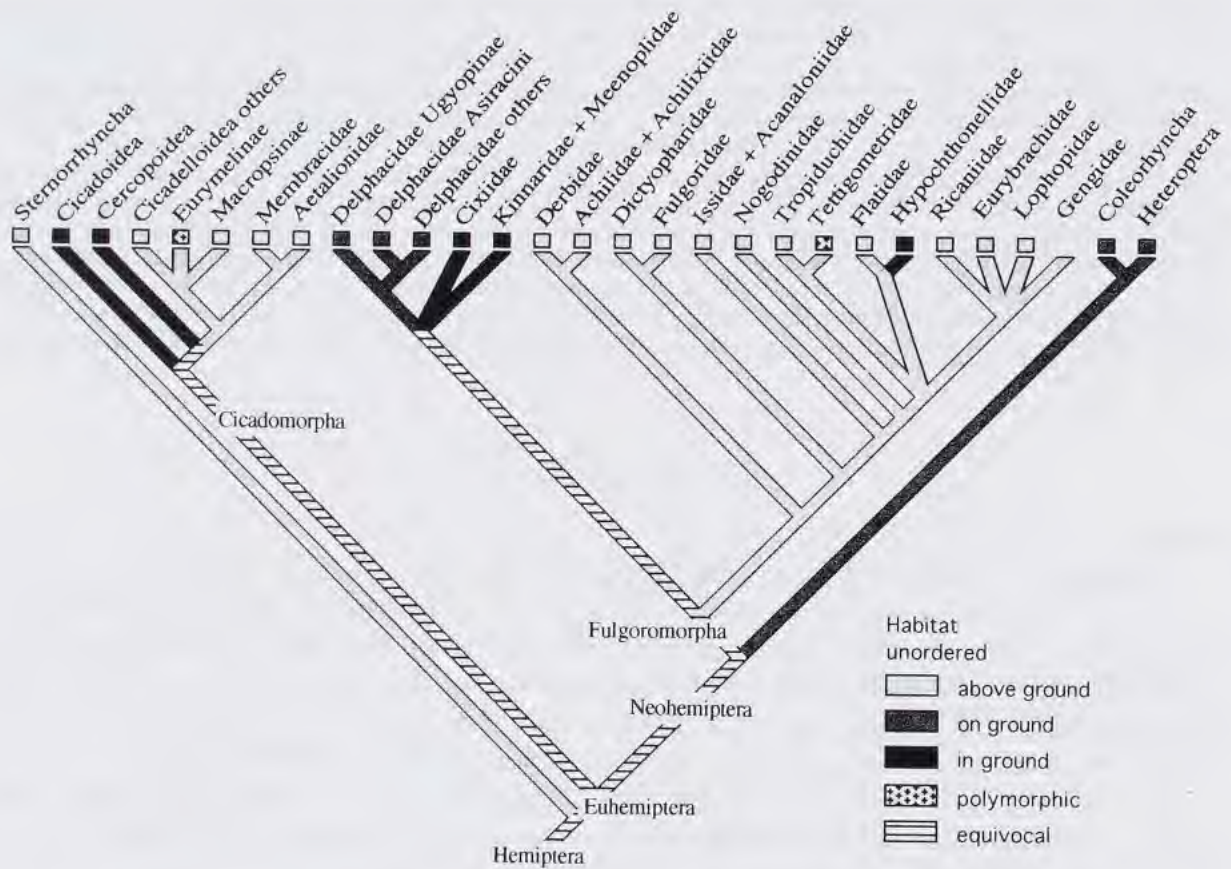 Sternorrhyncha
Cicadoidea
Cercopoidea
Cicadelloidea others
Eurymelinae
Macropsinae
Membracidae
Aetalionidae
Delphacidae Ugyopinae
Delphacidae Asiracini
Delphacidae others
Cixiidae
Kinnaridae + Meenoplidae
Derbidae
Achilidae + Achilixiidae
Dictyopharidae
Fulgoridae
Issidae + Acanaloniidae
Nogodinidae
Tropiduchidae
Tettigometridae
Flatidae
Hypochthonellidae
Ricaniidae
Eurybrachidae
Lophopidae
Gengidae
Coleorhyncha
Heteroptera
Cicadomorpha
Fulgoromorpha
Neohemiptera
Euhemiptera
Hemiptera
Habitat
unordered
above ground
on ground
in ground
polymorphic
equivocal